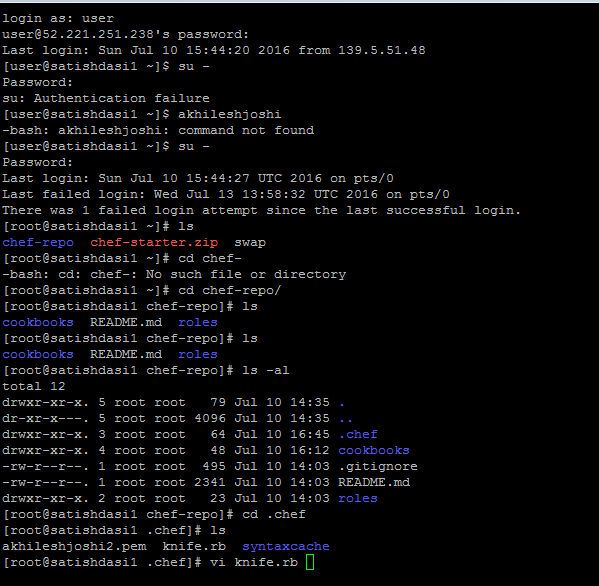 login as: user
user@52.221.251.238's password:
Last login: Sun Jul 10 15:44:20 2016 from 139.5.51.48
[user@satishdasi1 ~]$ su -
Password:
su: Authentication failure
[user@satishdasi1 ~]$ akhileshjoshi
-bash: akhileshjoshi: command not found
[user@satishdasi1 ~]$ su -
Password:
Last login: Sun Jul 10 15:44:27 UTC 2016 on pts/0
Last failed login: Wed Jul 13 13:58:32 UTC 2016 on pts/0
There was 1 failed login attempt since the last successful login.
[root@satishdasi1 ~]# ls
chef-repo  chef-starter.zip  swap
[root@satishdasi1 ~]# cd chef-
-bash: cd: chef-: No such file or directory
[root@satishdasi1 ~]# cd chef-repo/
[root@satishdasi1 chef-repo]# ls
cookbooks  README.md  roles
[root@satishdasi1 chef-repo]# ls
cookbooks  README.md  roles
[root@satishdasi1 chef-repo]# ls -al
total 12
drwxr-xr-x. 5 root root   79 Jul 10 14:35 .
dr-xr-x---. 5 root root 4096 Jul 10 14:35 ..
drwxr-xr-x. 3 root root   64 Jul 10 16:45 .chef
drwxr-xr-x. 4 root root   48 Jul 10 16:12 cookbooks
-rw-r--r--. 1 root root  495 Jul 10 14:03 .gitignore
-rw-r--r--. 1 root root 2341 Jul 10 14:03 README.md
drwxr-xr-x. 2 root root   23 Jul 10 14:03 roles
[root@satishdasi1 chef-repo]# cd .chef
[root@satishdasi1 .chef]# ls
akhileshjoshi2.pem  knife.rb  syntaxcache
[root@satishdasi1 .chef]# vi knife.rb